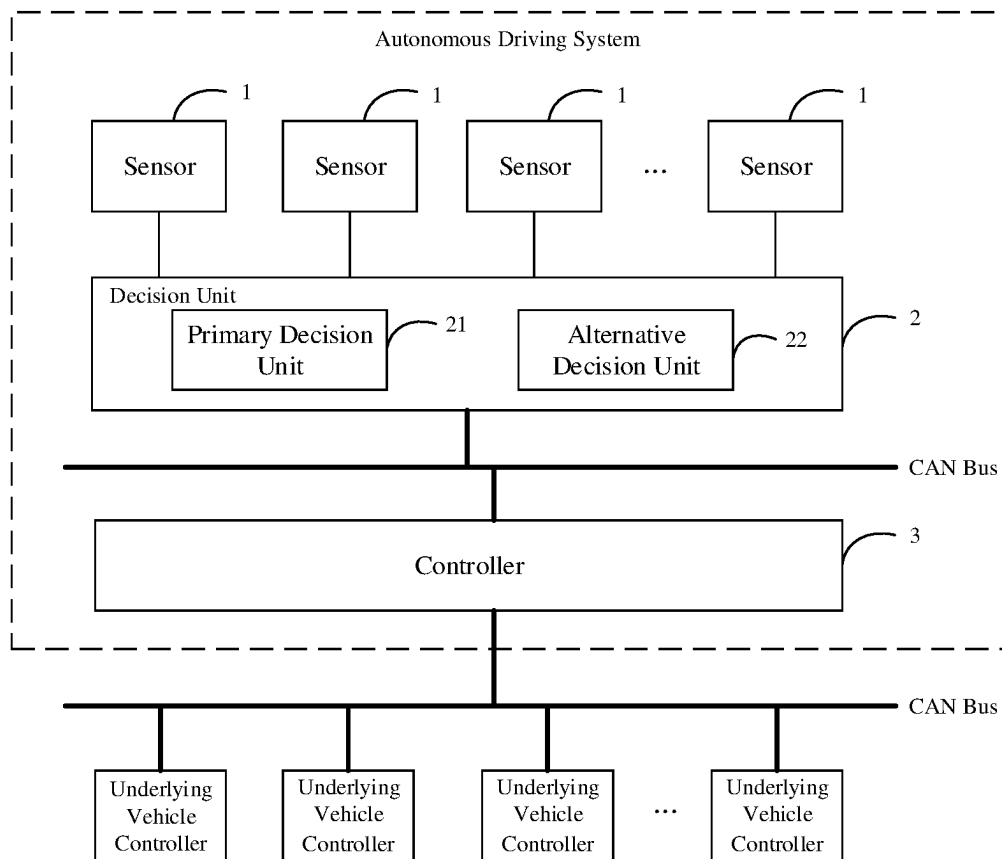 Autonomous Driving System
1 1 1 1
Sensor Sensor Sensor ... Sensor
Decision Unit
Primary Decision
Unit
21
Alternative
Decision Unit
22
2
CAN Bus
3
Controller
CAN Bus
Underlying
Vehicle
Controller
Underlying
Vehicle
Controller
Underlying
Vehicle
Controller
...
Underlying
Vehicle
Controller